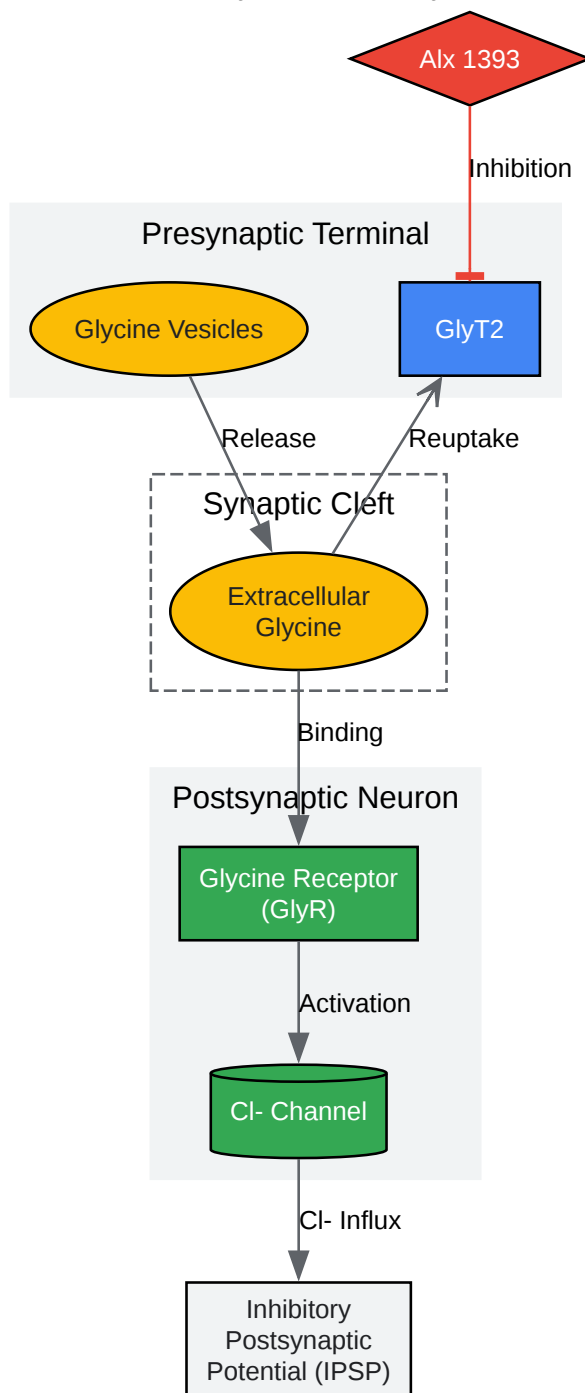 Alx 1393
Inhibition
Presynaptic Terminal
Glycine Vesicles
GlyT2
Release
Reuptake
Synaptic Cleft
Extracellular
Glycine
Binding
Postsynaptic Neuron
Glycine Receptor
(GlyR)
Activation
Cl- Channel
Cl- Influx
Inhibitory
Postsynaptic
Potential (IPSP)